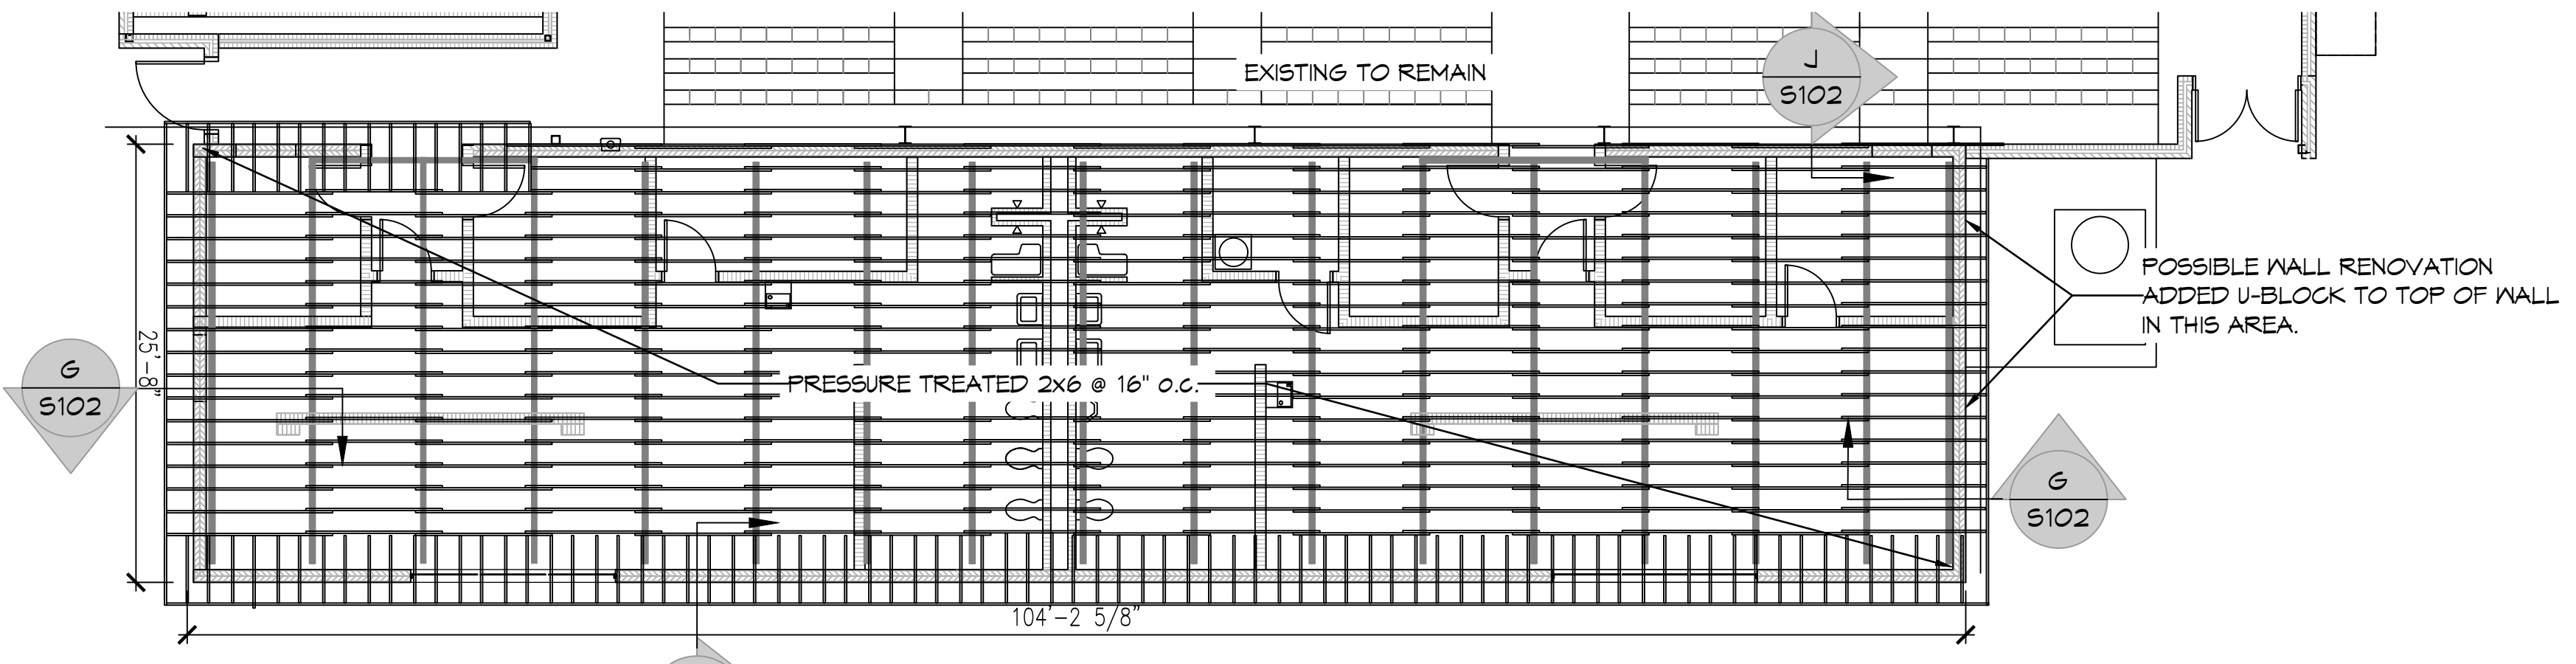 EXISTING TO REMAIN
J
S102
POSSIBLE WALL RENOVATION
ADDED U-BLOCK TO TOP OF WALL
IN THIS AREA.
25'-8"
G
S102
PRESSURE TREATED 2x6 @ 16" O.C.
G
S102
104'-2 5/8"